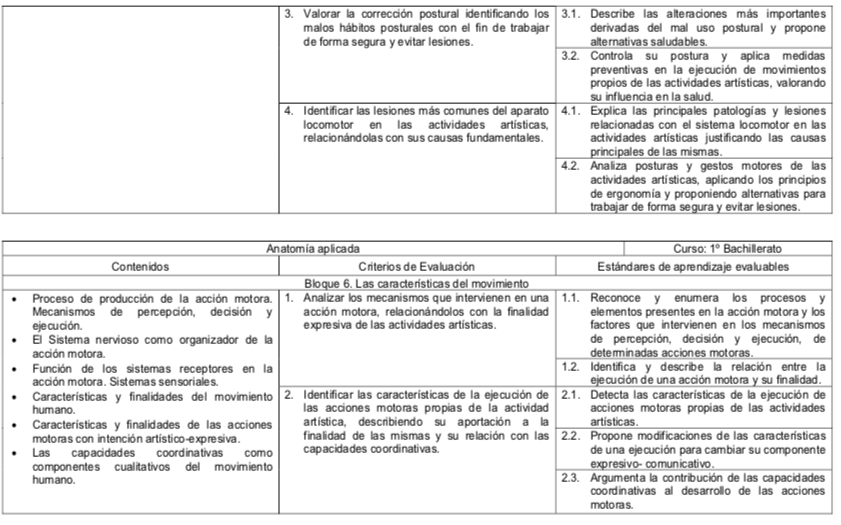 3. Valorar la corrección postural identificando los
malos hábitos posturales con el fin de trabajar
de forma segura y evitar lesiones.
3.1. Describe las alteraciones más importantes
derivadas del mal uso postural y propone
alternativas saludables.
3.2. Controla su postura y aplica medidas
preventivas en la ejecución de movimientos
propios de las actividades artísticas, valorando
su influencia en la salud.
4. Identificar las lesiones más comunes del aparato
locomotor en las actividades artísticas,
relacionándolas con sus causas fundamentales.
4.1. Explica las principales patologías y lesiones
relacionadas con el sistema locomotor en las
actividades artísticas justificando las causas
principales de las mismas.
4.2. Analiza posturas y gestos motores de las
actividades artísticas, aplicando los principios
de ergonomía y proponiendo alternativas para
trabajar de forma segura y evitar lesiones.
Anatomía aplicada
Curso: 1º Bachillerato
Contenidos
Criterios de Evaluación
Estándares de aprendizaje evaluables
Bloque 6. Las características del movimiento
• Proceso de producción de la acción motora.
Mecanismos de percepción, decisión y
ejecución.
• El Sistema nervioso como organizador de la
acción motora.
• Función de los sistemas receptores en la
acción motora. Sistemas sensoriales.
• Características y finalidades del movimiento
humano.
• Características y finalidades de las acciones
motoras con intención artístico-expresiva.
• Las capacidades coordinativas como
componentes cualitativos del movimiento
humano.
1. Analizar los mecanismos que intervienen en una
acción motora, relacionándolos con la finalidad
expresiva de las actividades artísticas.
1.1. Reconoce y enumera los procesos y
elementos presentes en la acción motora y los
factores que intervienen en los mecanismos
de percepción, decisión y ejecución, de
determinadas acciones motoras.
1.2. Identifica y describe la relación entre la
ejecución de una acción motora y su finalidad.
2. Identificar las características de la ejecución de
las acciones motoras propias de la actividad
artística, describiendo su aportación a la
finalidad de las mismas y su relación con las
capacidades coordinativas.
2.1. Detecta las características de la ejecución de
acciones motoras propias de las actividades
artísticas.
2.2. Propone modificaciones de las características
de una ejecución para cambiar su componente
expresivo- comunicativo.
2.3. Argumenta la contribución de las capacidades
coordinativas al desarrollo de las acciones
motoras.